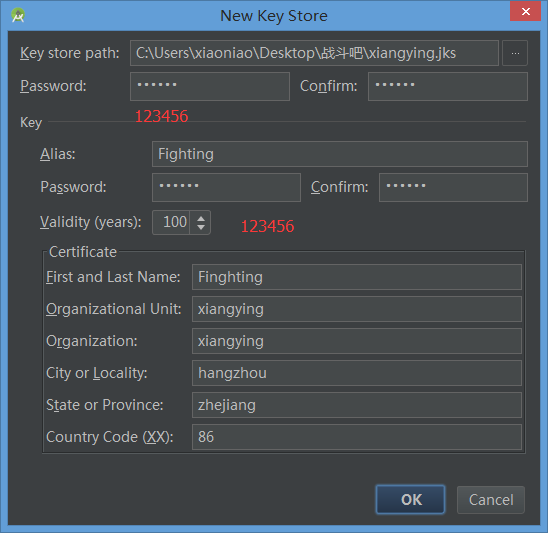 New Key Store
Key store path: C:\Users\xiaoniao\Desktop\战斗吧\xiangying.jks ...
Password: •••••• Confirm: ••••••
123456
Key
Alias: Fighting
Password: •••••• Confirm: ••••••
Validity (years): 100 123456
Certificate
First and Last Name: Finghting
Organizational Unit: xiangying
Organization: xiangying
City or Locality: hangzhou
State or Province: zhejiang
Country Code (XX): 86
OK Cancel